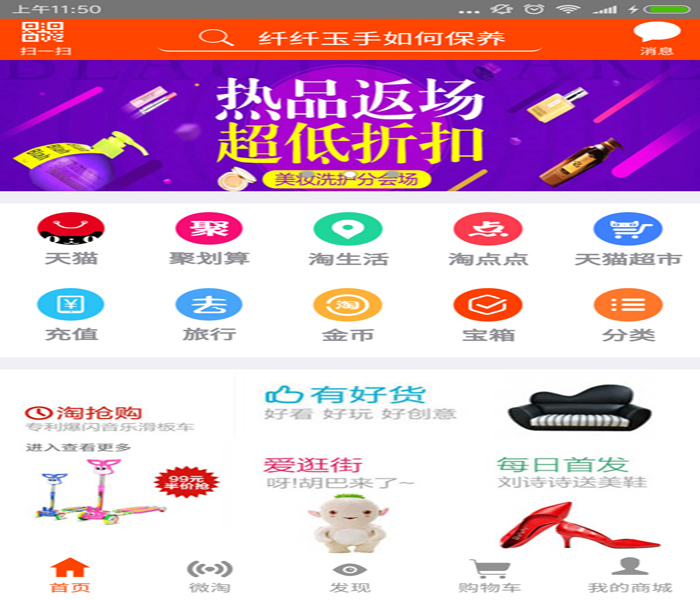 上午11:50
扫一扫
纤纤玉手如何保养
消息
热品返场
超低折扣
美妆洗护分会场
聚
点
天猫
聚划算
淘生活
淘点点
天猫超市
去
淘
充值
旅行
金币
宝箱
分类
有好货
淘抢购
好看 好玩 好创意
专利爆闪音乐滑板车
进入查看更多
爱逛街
每日首发
99元
半价抢
呀!胡巴来了~
刘诗诗送美鞋
首页
微淘
发现
购物车
我的商城